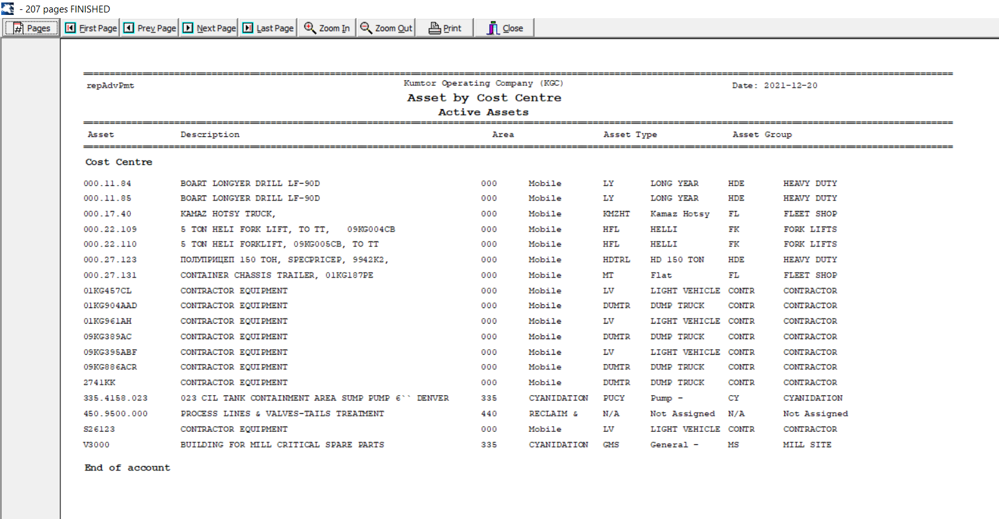 - 207 pages FINISHED
Pages First Page Prev Page Next Page Last Page Zoom In Zoom Out Print Close
repAdvPmt Kumtor Operating Company (KGC) Date: 2021-12-20
Asset by Cost Centre
Active Assets
Asset Description Area Asset Type Asset Group
Cost Centre
000.11.84 BOART LONGYER DRILL LF-90D 000 Mobile LY LONG YEAR HDE HEAVY DUTY
000.11.85 BOART LONGYER DRILL LF-90D 000 Mobile LY LONG YEAR HDE HEAVY DUTY
000.17.40 KAMAZ HOTSY TRUCK, 000 Mobile KMZHT Kamaz Hotsy FL FLEET SHOP
000.22.109 5 TON HELI FORK LIFT, TO TT, 09KG004CB 000 Mobile HFL HELLI FK FORK LIFTS
000.22.110 5 TON HELI FORKLIFT, 09KG005CB, TO TT 000 Mobile HFL HELLI FK FORK LIFTS
000.27.123 ПОЛУПРИЦЕП 150 ТОН, SPECPRICEP, 9942K2, 000 Mobile HDTRL HD 150 TON HDE HEAVY DUTY
000.27.131 CONTAINER CHASSIS TRAILER, 01KG187PE 000 Mobile MT Flat FL FLEET SHOP
01KG457CL CONTRACTOR EQUIPMENT 000 Mobile LV LIGHT VEHICLE CONTR CONTRACTOR
01KG904AAD CONTRACTOR EQUIPMENT 000 Mobile DUMTR DUMP TRUCK CONTR CONTRACTOR
01KG961AH CONTRACTOR EQUIPMENT 000 Mobile LV LIGHT VEHICLE CONTR CONTRACTOR
09KG389AC CONTRACTOR EQUIPMENT 000 Mobile DUMTR DUMP TRUCK CONTR CONTRACTOR
09KG395ABF CONTRACTOR EQUIPMENT 000 Mobile LV LIGHT VEHICLE CONTR CONTRACTOR
09KG886ACR CONTRACTOR EQUIPMENT 000 Mobile DUMTR DUMP TRUCK CONTR CONTRACTOR
2741KK CONTRACTOR EQUIPMENT 000 Mobile DUMTR DUMP TRUCK CONTR CONTRACTOR
335.4158.023 023 CIL TANK CONTAINMENT AREA SUMP PUMP 6`` DENVER 335 CYANIDATION PUCY Pump - CY CYANIDATION
450.9500.000 PROCESS LINES & VALVES-TAILS TREATMENT 440 RECLAIM & N/A Not Assigned N/A Not Assigned
S26123 CONTRACTOR EQUIPMENT 000 Mobile LV LIGHT VEHICLE CONTR CONTRACTOR
V3000 BUILDING FOR MILL CRITICAL SPARE PARTS 335 CYANIDATION GMS General - MS MILL SITE
End of account